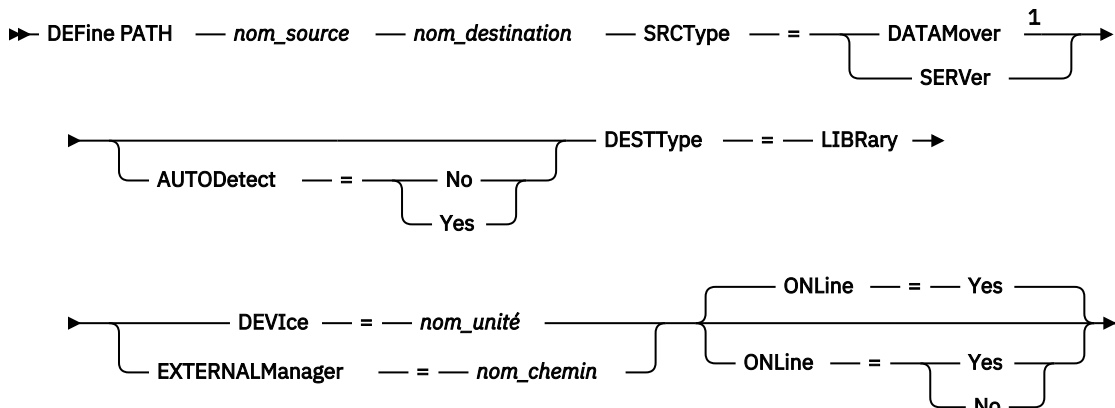 DEFine PATH nom_source nom_destination SRCType = DATAMover 1
SERVer
DESTType = LIBRary
AUTODetect = No
Yes
ONLine = Yes
DEVIce = nom_unité
EXTERNALManager = nom_chemin
ONLine = Yes
No